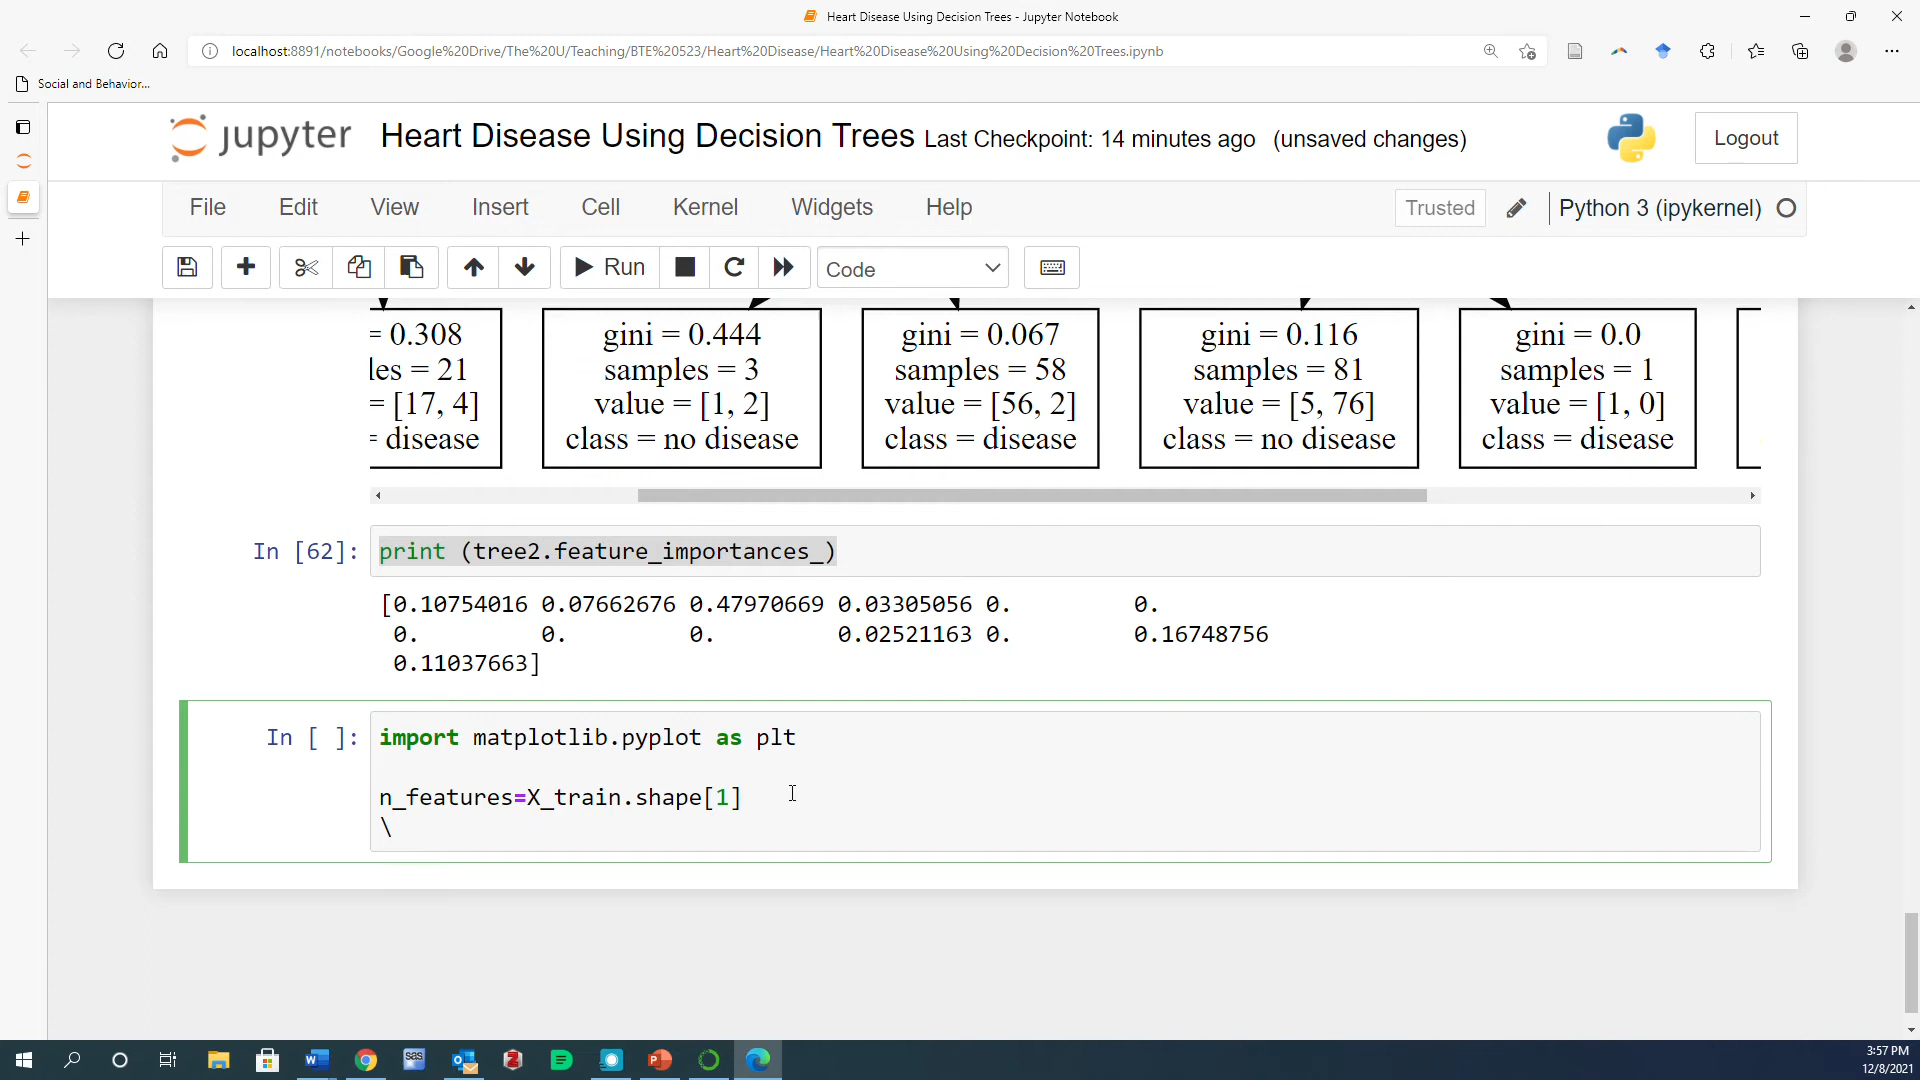 Heart Disease Using Decision Trees - Jupyter Notebook
localhost:8891/notebooks/Google%20Drive/The%20U/Teaching/BTE%20523/Heart%20Disease/Heart%20Disease%20Using%20Decision%20Trees.ipynb
Social and Behavior...
jupyter Heart Disease Using Decision Trees Last Checkpoint: 14 minutes ago (unsaved changes)
Logout
File Edit View Insert Cell Kernel Widgets Help
Trusted Python 3 (ipykernel)
Run Code
= 0.308 gini = 0.444 gini = 0.067 gini = 0.116 gini = 0.0
les = 21 samples = 3 samples = 58 samples = 81 samples = 1
= [17, 4] value = [1, 2] value = [56, 2] value = [5, 76] value = [1, 0]
= disease class = no disease class = disease class = no disease class = disease
In [62]: print (tree2.feature_importances_)
[0.10754016 0.07662676 0.47970669 0.03305056 0. 0.
0. 0. 0. 0.02521163 0. 0.16748756
0.11037663]
In [ ]: import matplotlib.pyplot as plt
n_features=X_train.shape[1]
\
sas
3:57 PM
12/8/2021